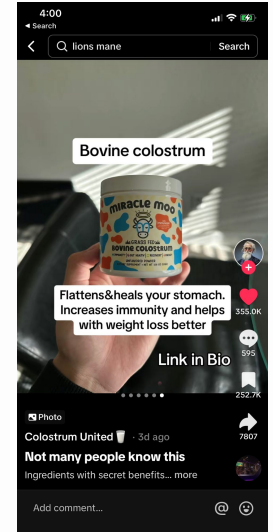 4:00
Search
lions mane
Search
Bovine colostrum
MIRACLE MOO
GRASS FED
BOVINE COLOSTRUM
Flattens&heals your stomach.
Increases immunity and helps
with weight loss better
355.0K
595
Link in Bio
252.7K
Photo
Colostrum United · 3d ago
7807
Not many people know this
Ingredients with secret benefits... more
Add comment...
@